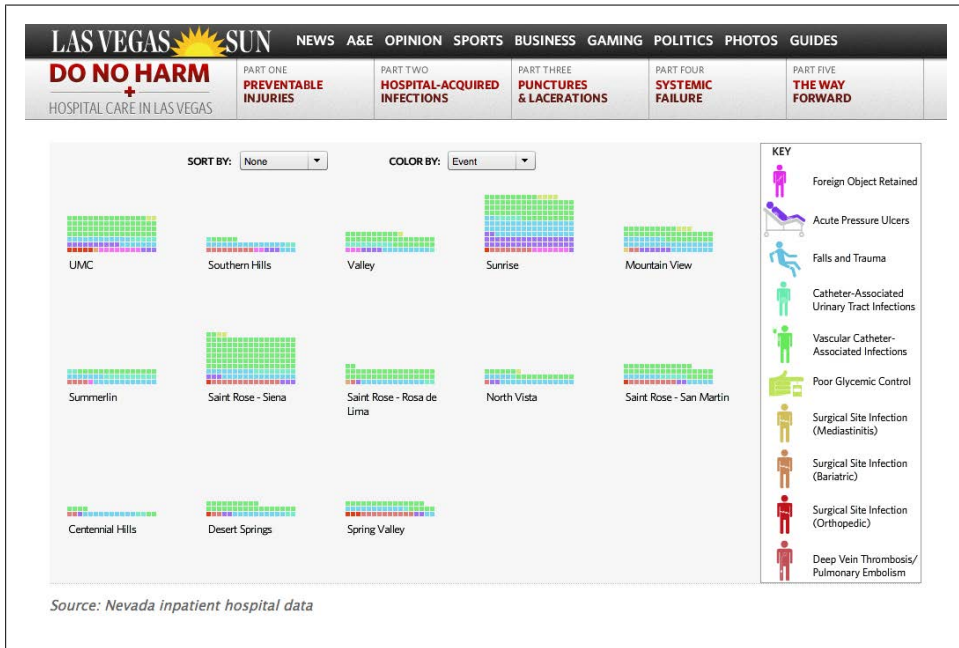 LAS VEGAS SUN NEWS A&E OPINION SPORTS BUSINESS GAMING POLITICS PHOTOS GUIDES
DO NO HARM
HOSPITAL CARE IN LAS VEGAS
PART ONE
PREVENTABLE
INJURIES
PART TWO
HOSPITAL-ACQUIRED
INFECTIONS
PART THREE
PUNCTURES
& LACERATIONS
PART FOUR
SYSTEMIC
FAILURE
PART FIVE
THE WAY
FORWARD
SORT BY: None COLOR BY: Event
UMC Southern Hills Valley Sunrise Mountain View
Summerlin Saint Rose - Siena Saint Rose - Rosa de North Vista Saint Rose - San Martin
Lima
Centennial Hills Desert Springs Spring Valley
KEY
Foreign Object Retained
Acute Pressure Ulcers
Falls and Trauma
Catheter-Associated
Urinary Tract Infections
Vascular Catheter-
Associated Infections
Poor Glycemic Control
Surgical Site Infection
(Mediastinitis)
Surgical Site Infection
(Bariatric)
Surgical Site Infection
(Orthopedic)
Deep Vein Thrombosis/
Pulmonary Embolism
Source: Nevada inpatient hospital data